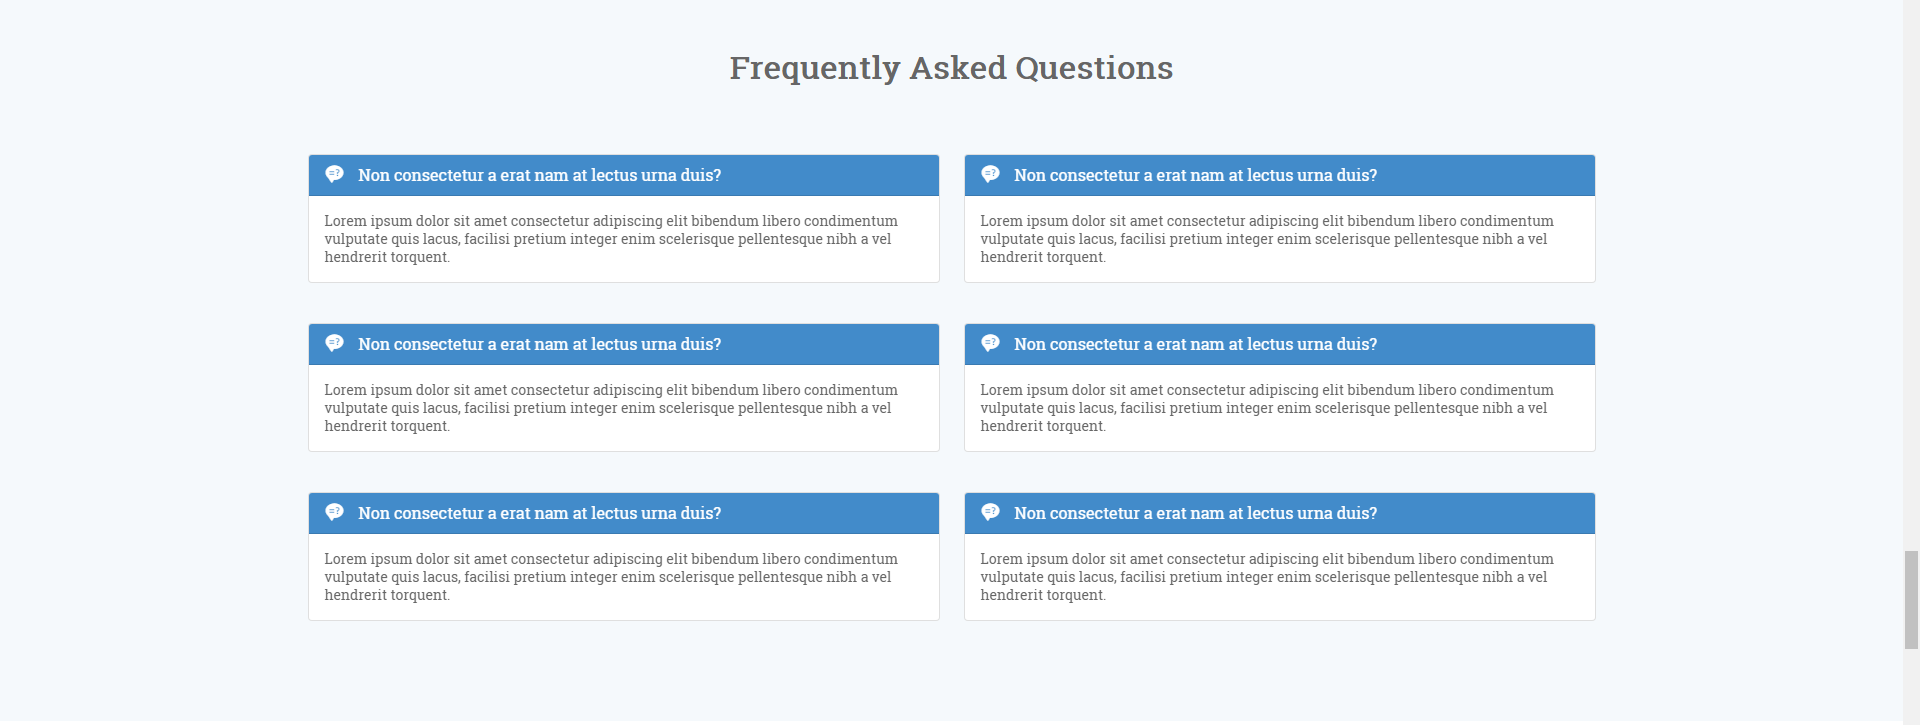 Frequently Asked Questions
Non consectetur a erat nam at lectus urna duis?
Lorem ipsum dolor sit amet consectetur adipiscing elit bibendum libero condimentum
vulputate quis lacus, facilisi pretium integer enim scelerisque pellentesque nibh a vel
hendrerit torquent.
Non consectetur a erat nam at lectus urna duis?
Lorem ipsum dolor sit amet consectetur adipiscing elit bibendum libero condimentum
vulputate quis lacus, facilisi pretium integer enim scelerisque pellentesque nibh a vel
hendrerit torquent.
Non consectetur a erat nam at lectus urna duis?
Lorem ipsum dolor sit amet consectetur adipiscing elit bibendum libero condimentum
vulputate quis lacus, facilisi pretium integer enim scelerisque pellentesque nibh a vel
hendrerit torquent.
Non consectetur a erat nam at lectus urna duis?
Lorem ipsum dolor sit amet consectetur adipiscing elit bibendum libero condimentum
vulputate quis lacus, facilisi pretium integer enim scelerisque pellentesque nibh a vel
hendrerit torquent.
Non consectetur a erat nam at lectus urna duis?
Lorem ipsum dolor sit amet consectetur adipiscing elit bibendum libero condimentum
vulputate quis lacus, facilisi pretium integer enim scelerisque pellentesque nibh a vel
hendrerit torquent.
Non consectetur a erat nam at lectus urna duis?
Lorem ipsum dolor sit amet consectetur adipiscing elit bibendum libero condimentum
vulputate quis lacus, facilisi pretium integer enim scelerisque pellentesque nibh a vel
hendrerit torquent.